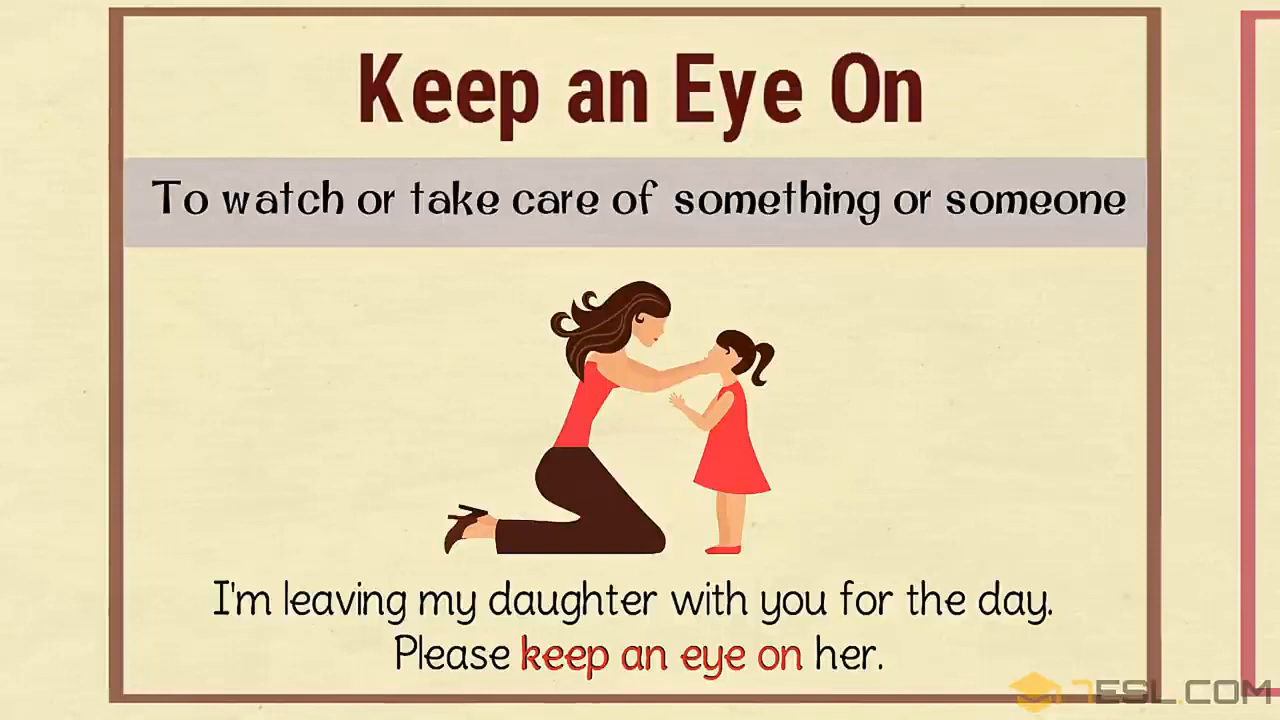 Keep an Eye On
To watch or take care of something or someone
I'm leaving my daughter with you for the day.
Please keep an eye on her.
7ESL.COM